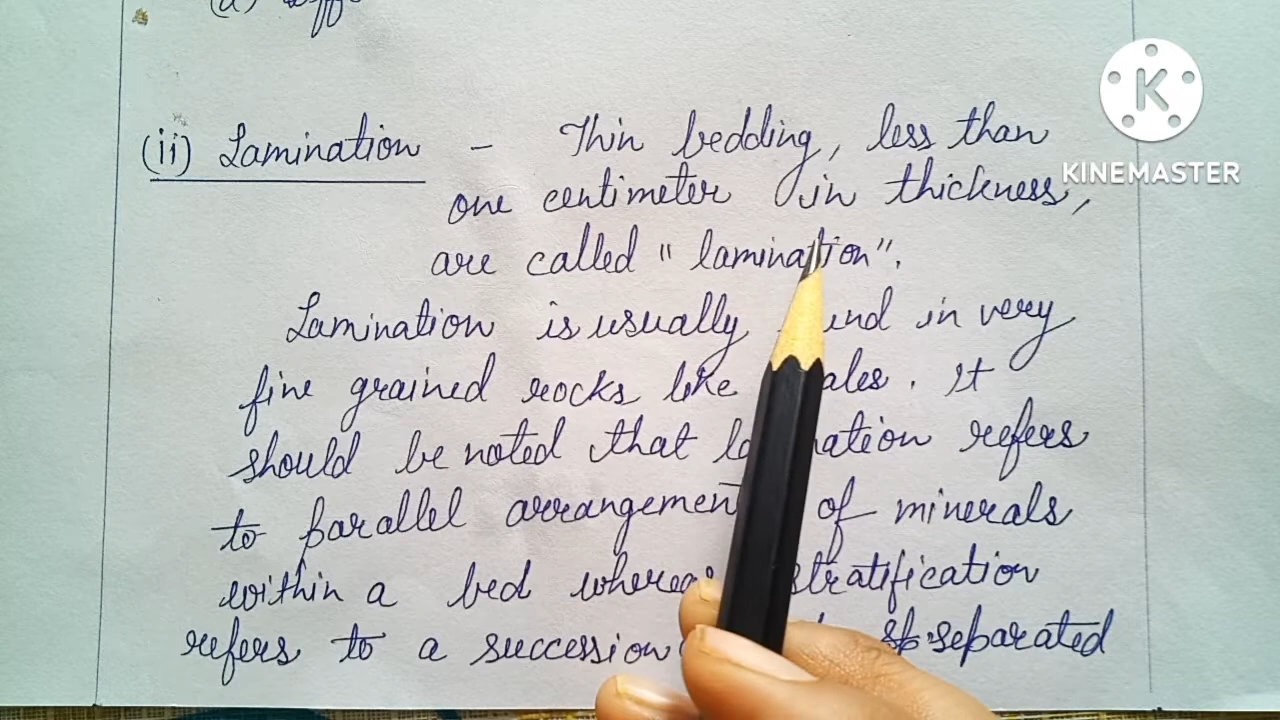 (ii) Lamination - Thin bedding, less than
one centimeter in thickness,
are called "lamination".
Lamination is usually in very
fine grained rocks like . It
should be noted that refers
to parallel arrangement of minerals
within a bed whereas stratification
refers to a succession separated
K
KINEMASTER